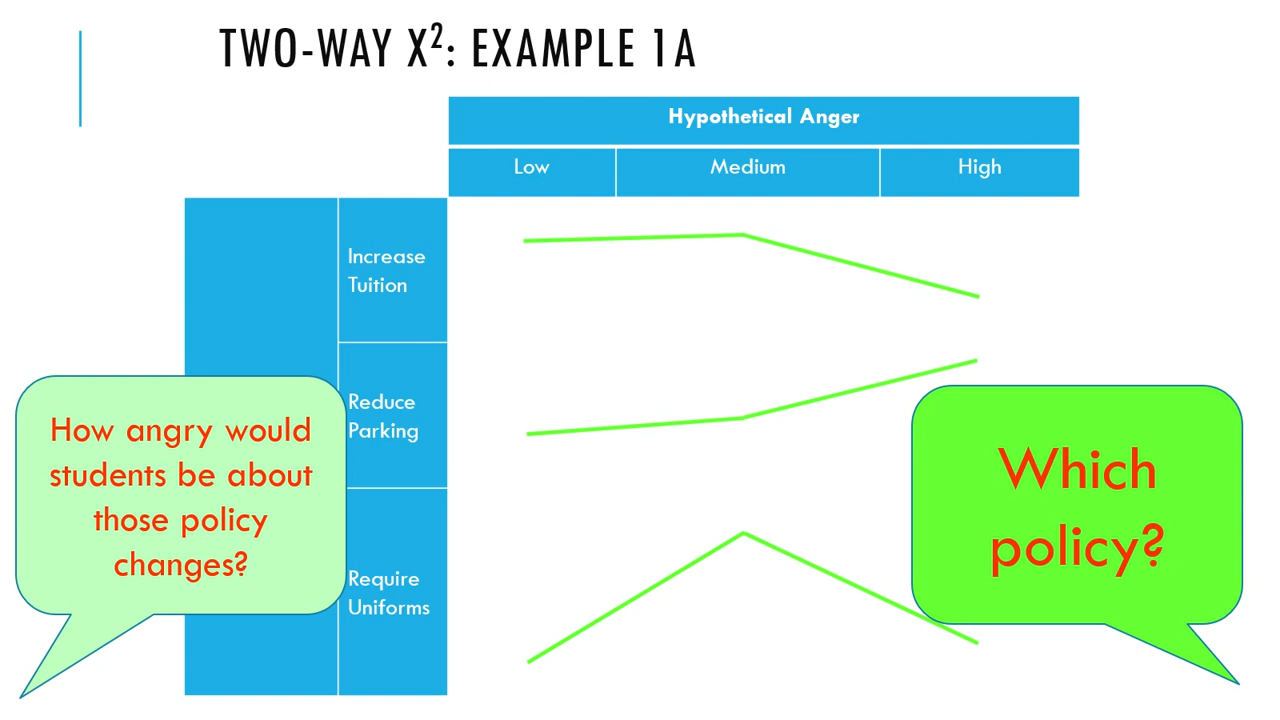 TWO-WAY X²: EXAMPLE 1A
Hypothetical Anger
Low Medium High
Increase
Tuition
Reduce
Parking
Require
Uniforms
How angry would
students be about
those policy
changes?
Which
policy?